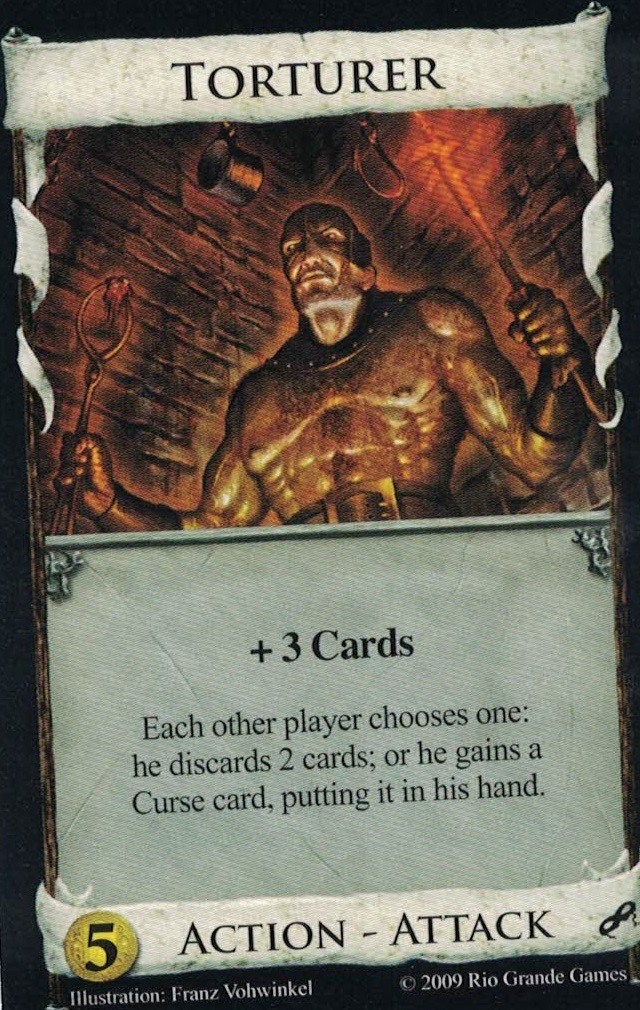 TORTURER
+3 Cards
Each other player chooses one:
he discards 2 cards; or he gains a
Curse card, putting it in his hand.
5
ACTION - ATTACK
Illustration: Franz Vohwinkel
© 2009 Rio Grande Games